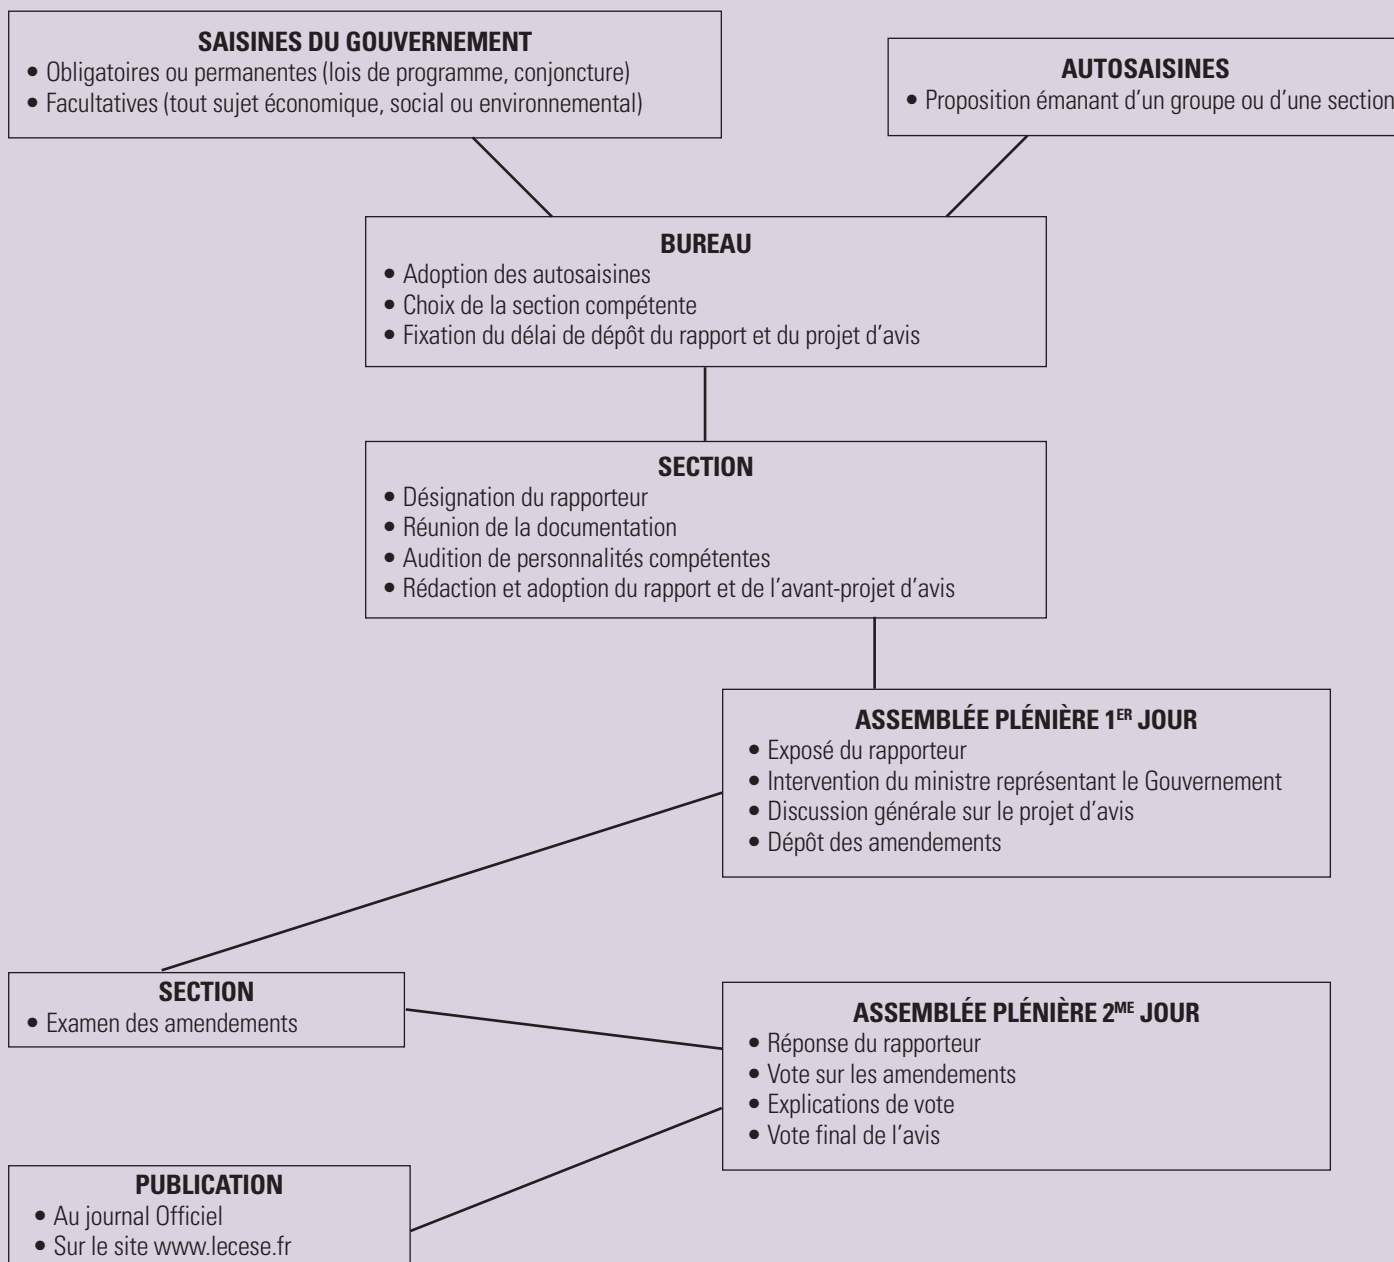 SAISINES DU GOUVERNEMENT
• Obligatoires ou permanentes (lois de programme, conjoncture)
• Facultatives (tout sujet économique, social ou environnemental)
AUTOSAISINES
• Proposition émanant d'un groupe ou d'une section
BUREAU
• Adoption des autosaisines
• Choix de la section compétente
• Fixation du délai de dépôt du rapport et du projet d'avis
SECTION
• Désignation du rapporteur
• Réunion de la documentation
• Audition de personnalités compétentes
• Rédaction et adoption du rapport et de l'avant-projet d'avis
ASSEMBLÉE PLÉNIÈRE 1ER JOUR
• Exposé du rapporteur
• Intervention du ministre représentant le Gouvernement
• Discussion générale sur le projet d'avis
• Dépôt des amendements
SECTION
• Examen des amendements
ASSEMBLÉE PLÉNIÈRE 2ME JOUR
• Réponse du rapporteur
• Vote sur les amendements
• Explications de vote
• Vote final de l'avis
PUBLICATION
• Au journal Officiel
• Sur le site www.lecese.fr